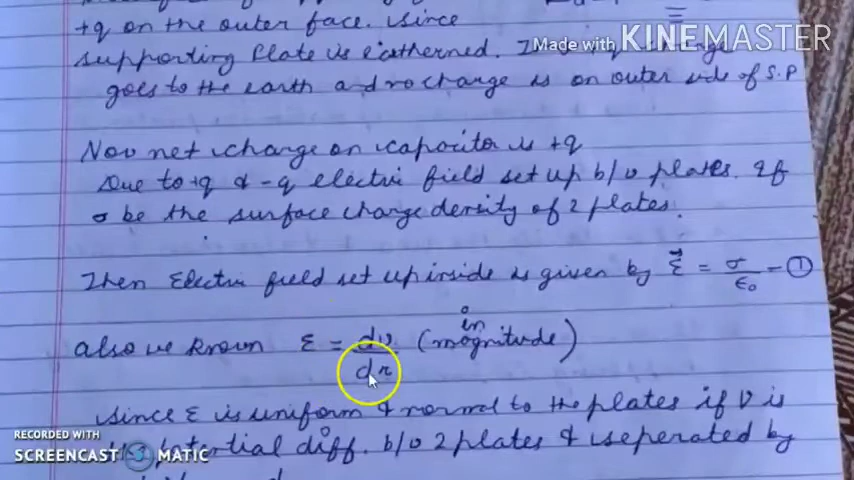 +q on the outer face. Since
Made with KINEMASTER
supporting Plate is earthened.
goes to the earth and no charge is on outer side of S.P
Now net charge on capacitor is +q
Due to +q & -q electric field set up b/w plates. If
σ be the surface charge density of 2 plates.
Then Electric field set up inside is given by ε⃗ = σ/ε₀ - ①
also we known ε = dv/dx (in magnitude)
since ε is uniform & normal to the plates if V is
potential diff. b/w 2 plates & is seperated by
RECORDED WITH
SCREENCAST MATIC